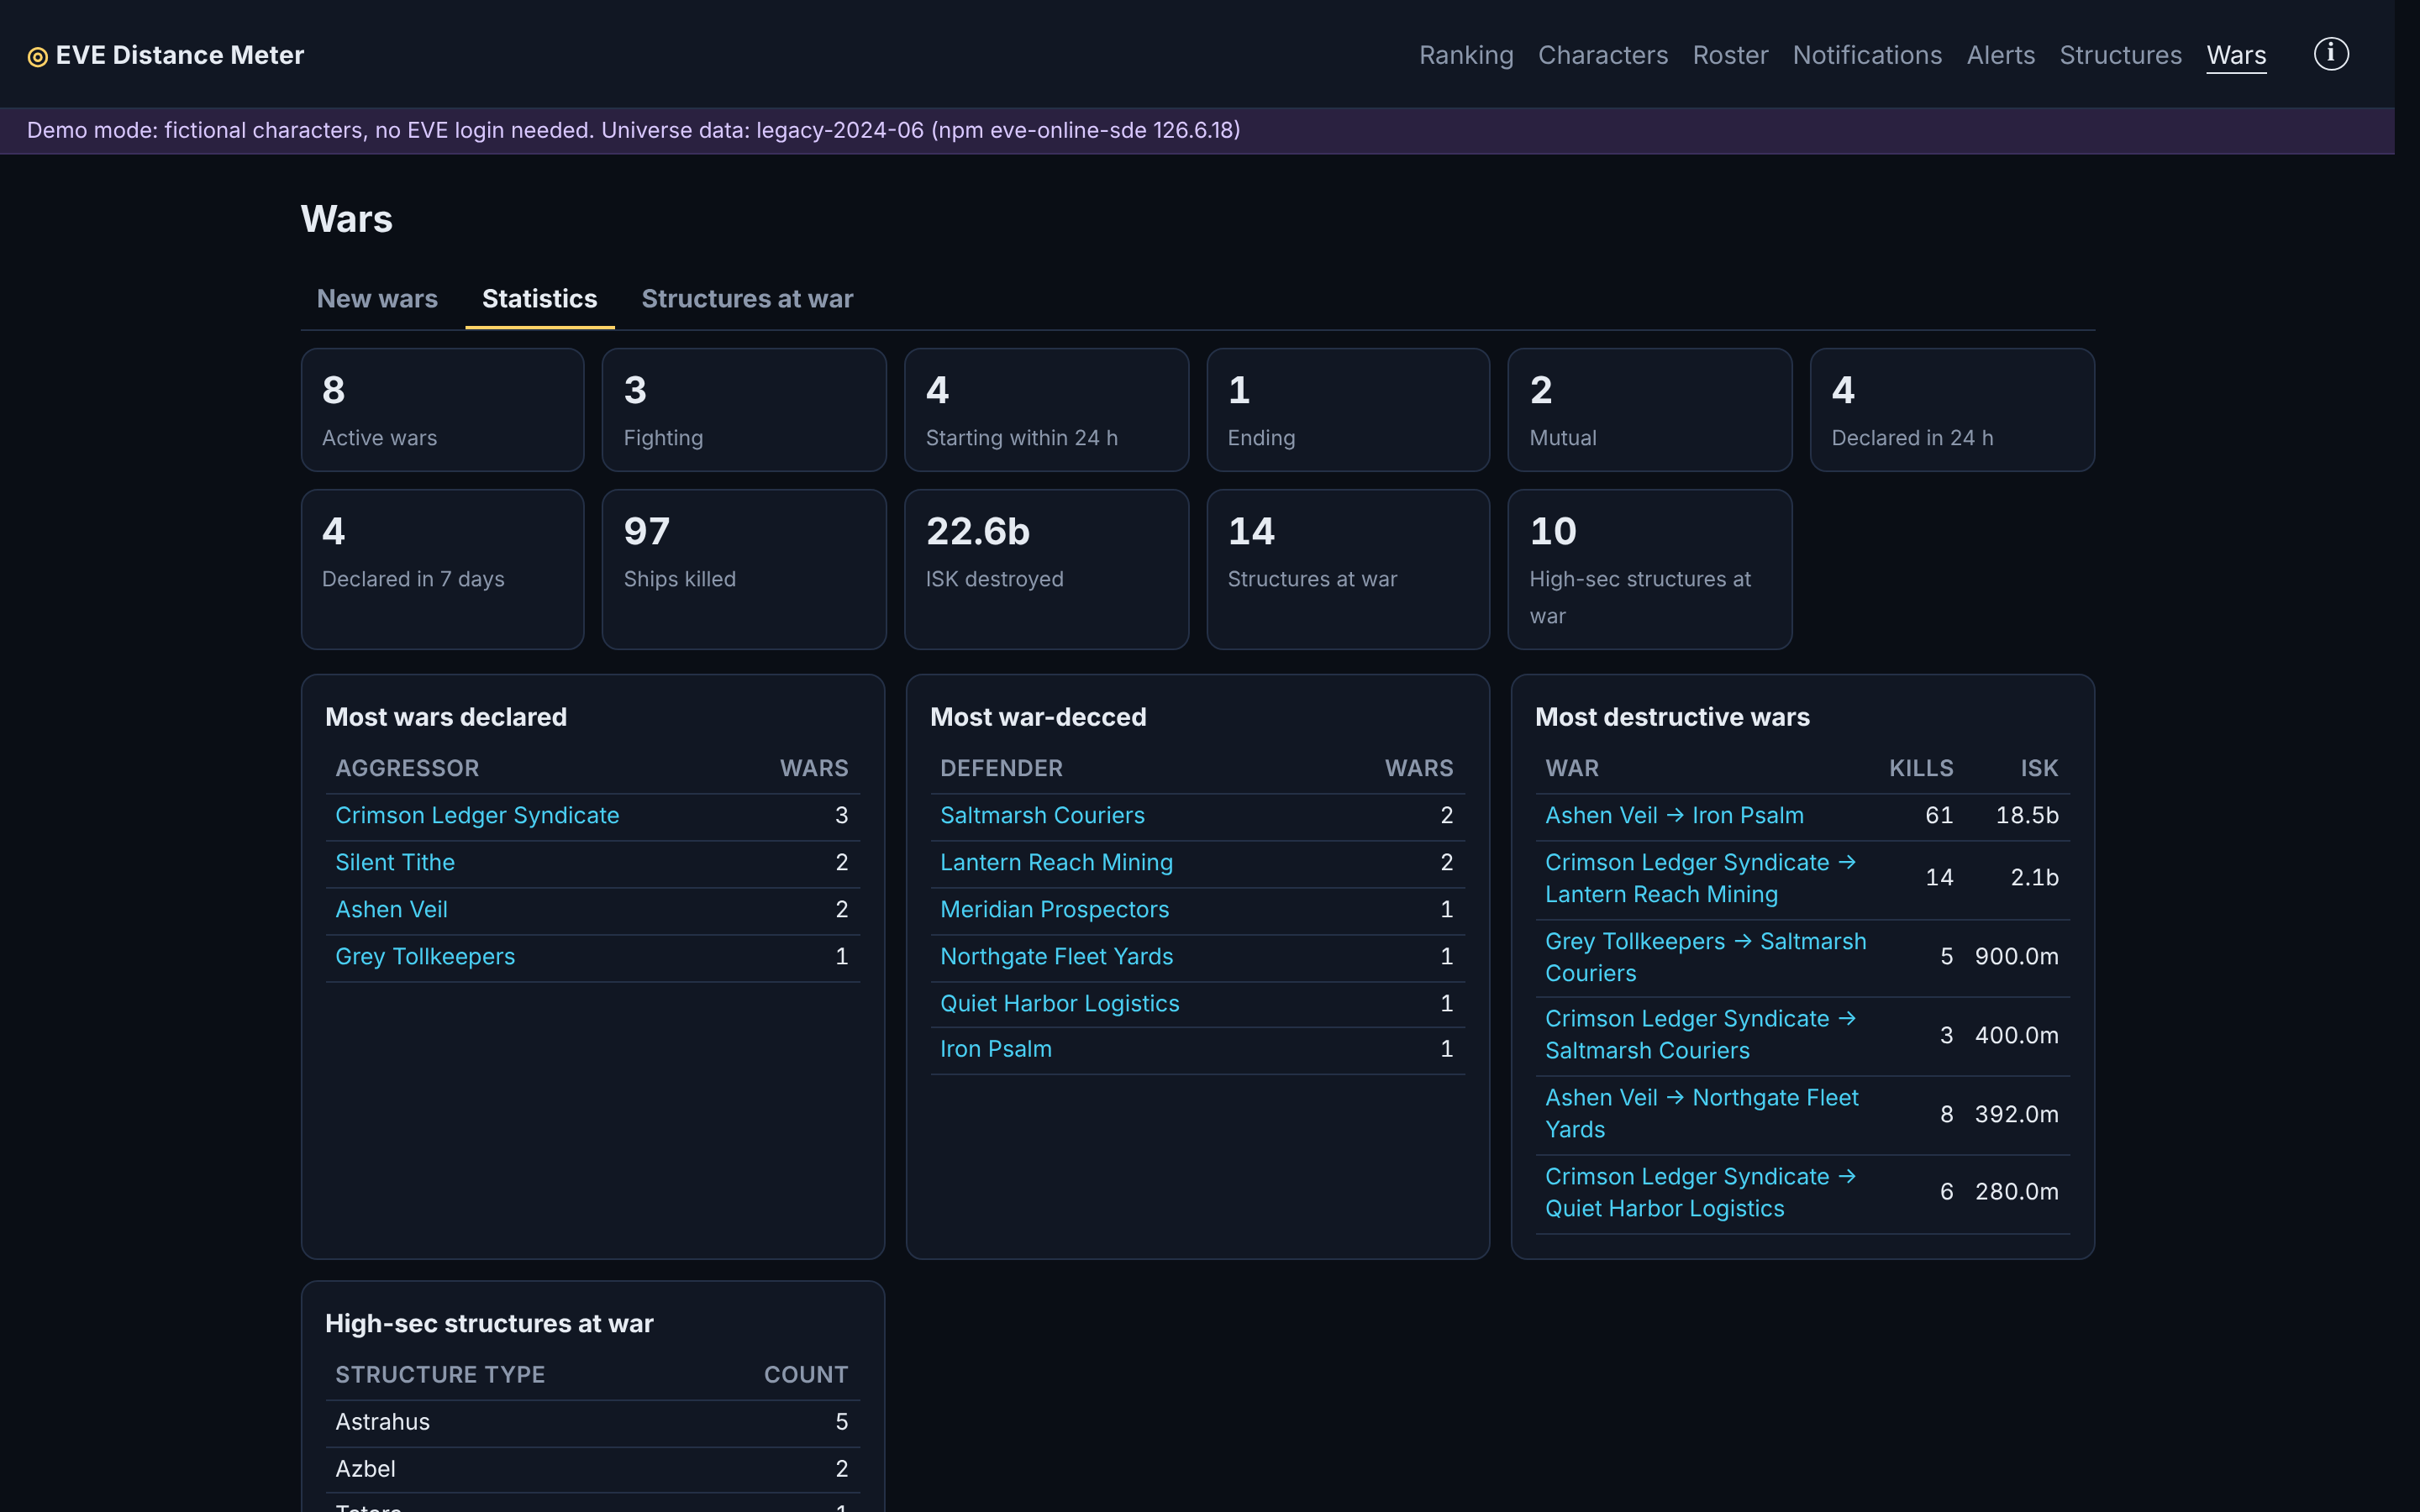 EVE Distance Meter
Ranking Characters Roster Notifications Alerts Structures Wars i
Demo mode: fictional characters, no EVE login needed. Universe data: legacy-2024-06 (npm eve-online-sde 126.6.18)
Wars
New wars Statistics Structures at war
8
Active wars
3
Fighting
4
Starting within 24 h
1
Ending
2
Mutual
4
Declared in 24 h
4
Declared in 7 days
97
Ships killed
22.6b
ISK destroyed
14
Structures at war
10
High-sec structures at
war
Most wars declared
AGGRESSOR WARS
Crimson Ledger Syndicate 3
Silent Tithe 2
Ashen Veil 2
Grey Tollkeepers 1
Most war-decced
DEFENDER WARS
Saltmarsh Couriers 2
Lantern Reach Mining 2
Meridian Prospectors 1
Northgate Fleet Yards 1
Quiet Harbor Logistics 1
Iron Psalm 1
Most destructive wars
WAR KILLS ISK
Ashen Veil → Iron Psalm 61 18.5b
Crimson Ledger Syndicate →
Lantern Reach Mining 14 2.1b
Grey Tollkeepers → Saltmarsh
Couriers 5 900.0m
Crimson Ledger Syndicate →
Saltmarsh Couriers 3 400.0m
Ashen Veil → Northgate Fleet
Yards 8 392.0m
Crimson Ledger Syndicate →
Quiet Harbor Logistics 6 280.0m
High-sec structures at war
STRUCTURE TYPE COUNT
Astrahus 5
Azbel 2